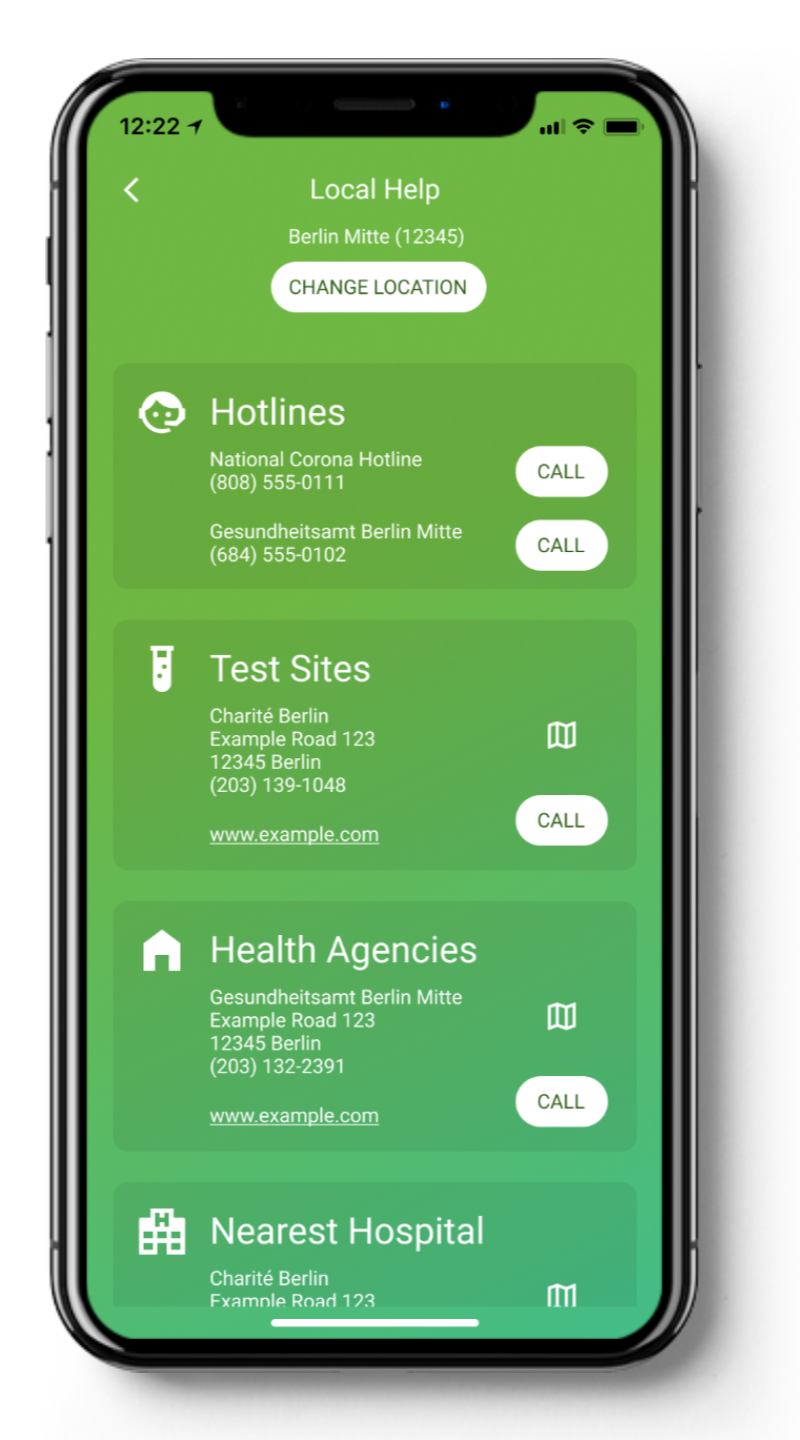 12:22
Local Help
Berlin Mitte (12345)
CHANGE LOCATION
Hotlines
National Corona Hotline
(808) 555-0111
CALL
Gesundheitsamt Berlin Mitte
(684) 555-0102
CALL
Test Sites
Charité Berlin
Example Road 123
12345 Berlin
(203) 139-1048
www.example.com
CALL
Health Agencies
Gesundheitsamt Berlin Mitte
Example Road 123
12345 Berlin
(203) 132-2391
www.example.com
CALL
H
Nearest Hospital
Charité Berlin
Example Road 123